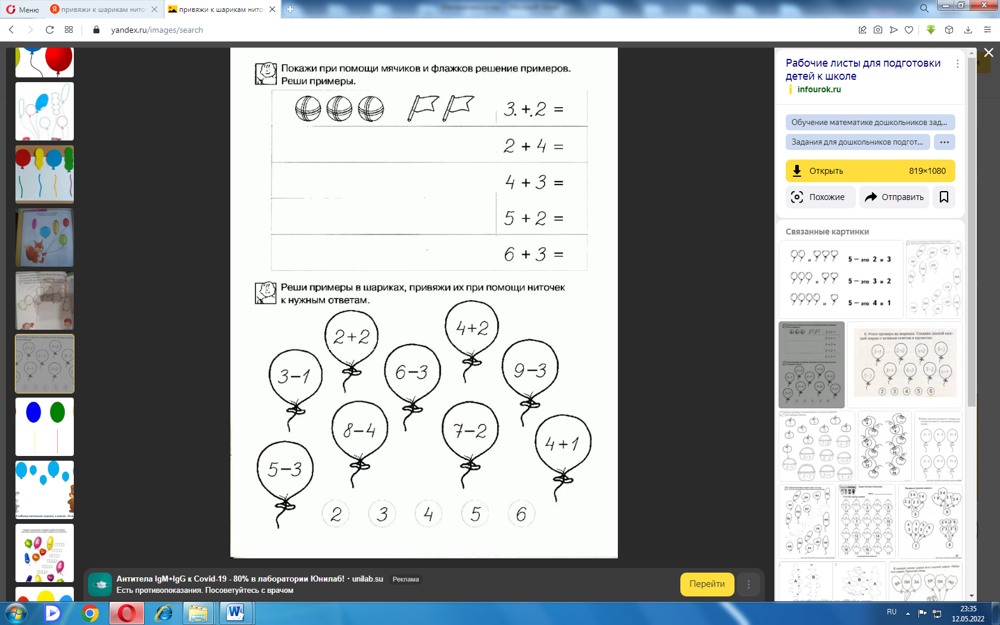 Меню
привяжи к шарикам нито
привяжи к шарикам нито
yandex.ru/images/search
Покажи при помощи мячиков и флажков решение примеров.
Реши примеры.
3 + 2 =
2 + 4 =
4 + 3 =
5 + 2 =
6 + 3 =
Реши примеры в шариках, привяжи их при помощи ниточек
к нужным ответам.
2+2
4+2
3-1
6-3
9-3
8-4
7-2
4+1
5-3
2 3 4 5 6
Рабочие листы для подготовки
детей к школе
infourok.ru
Обучение математике дошкольников зад...
Задания для дошкольников подгот...
Открыть 819×1080
Похожие Отправить
Связанные картинки
5 – это 2 и 3
5 – это 3 и 2
5 – это 4 и 1
Антитела IgM+IgG к Covid-19 - 80% в лаборатории Юнилаб! · unilab.su Реклама
Есть противопоказания. Посоветуйтесь с врачом
Перейти
RU
23:35
12.05.2022